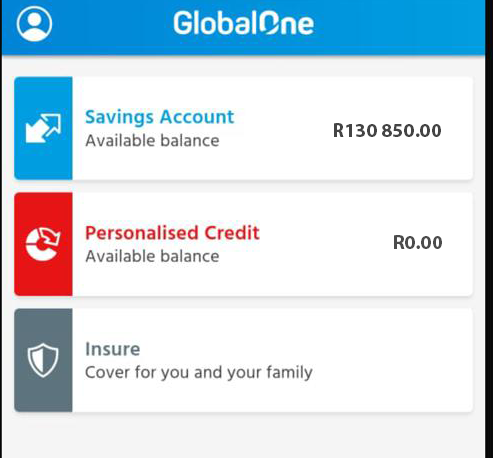 GlobalOne
Savings Account
Available balance
R130 850.00
Personalised Credit
Available balance
R0.00
Insure
Cover for you and your family